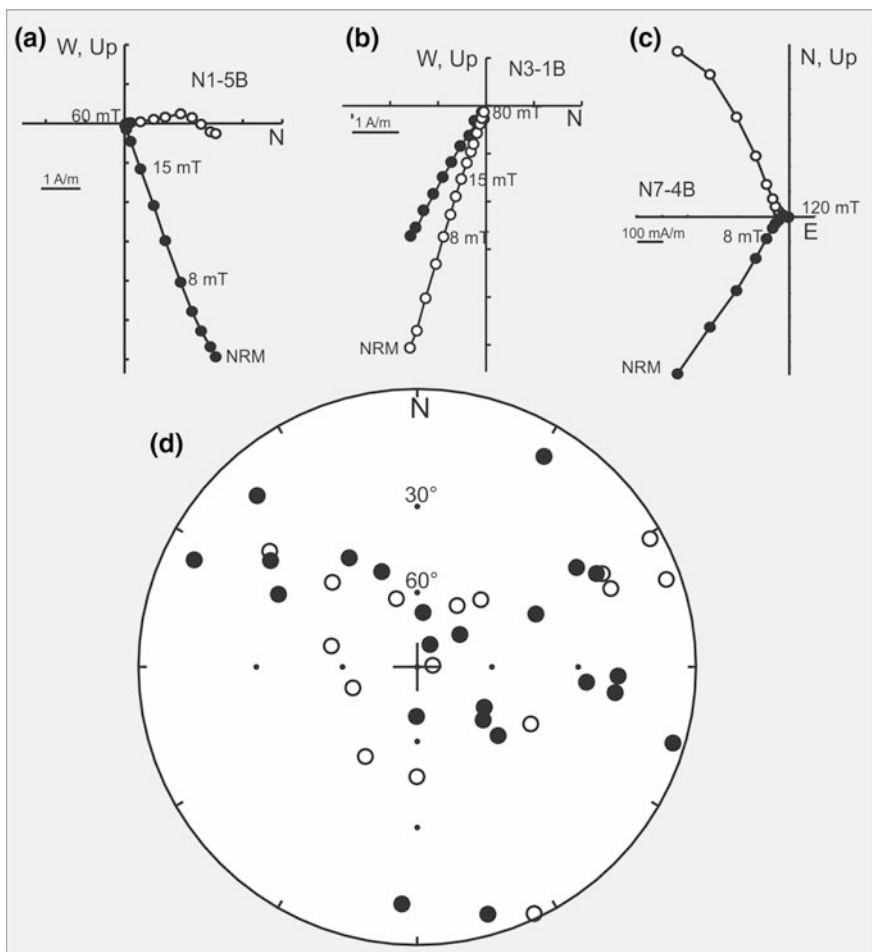 (a)
W, Up
N1-5B
60 mT
N
15 mT
1 A/m
8 mT
NRM
(b)
W, Up
N3-1B
80 mT
1 A/m
N
15 mT
8 mT
NRM
(c)
N, Up
N7-4B
120 mT
100 mA/m
8 mT
E
NRM
(d)
N
30°
60°